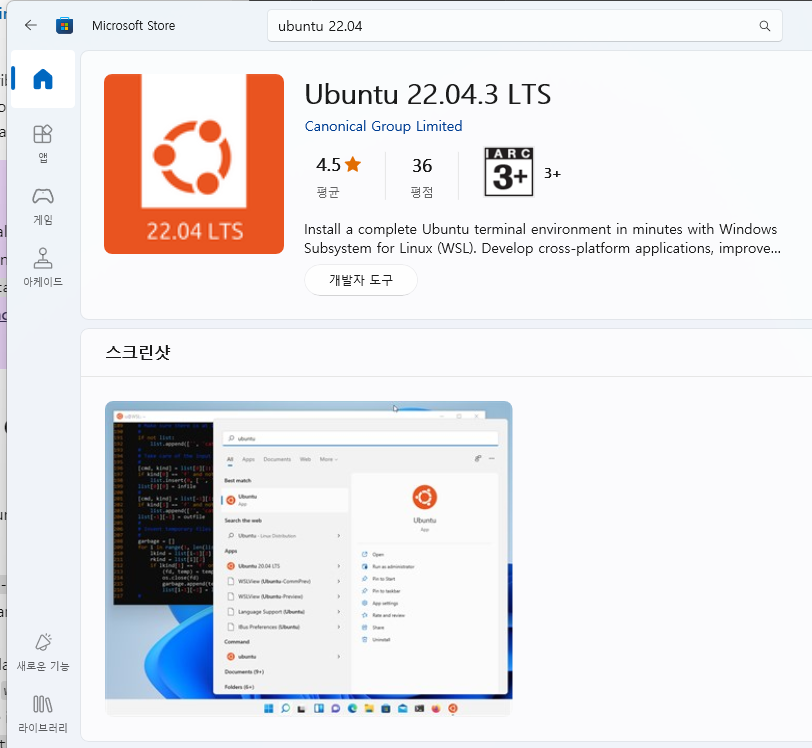 Microsoft Store
ubuntu 22.04
앱
게임
아케이드
새로운 기능
라이브러리
22.04 LTS
Ubuntu 22.04.3 LTS
Canonical Group Limited
4.5
평균
36
평점
IARC
3+
3+
Install a complete Ubuntu terminal environment in minutes with Windows
Subsystem for Linux (WSL). Develop cross-platform applications, improve...
개발자 도구
스크린샷
ubuntu
All Apps Documents Web More
Best match
Ubuntu
App
Search the web
Ubuntu - Linux Distribution
Apps
Ubuntu 20.04 LTS
WSLView (Ubuntu-CommPrev)
WSLView (Ubuntu-Preview)
Language Support (Ubuntu)
IBus Preferences (Ubuntu)
Command
ubuntu
Documents (9+)
Folders (6+)
Ubuntu
App
Open
Run as administrator
Pin to Start
Pin to taskbar
App settings
Rate and review
Share
Uninstall